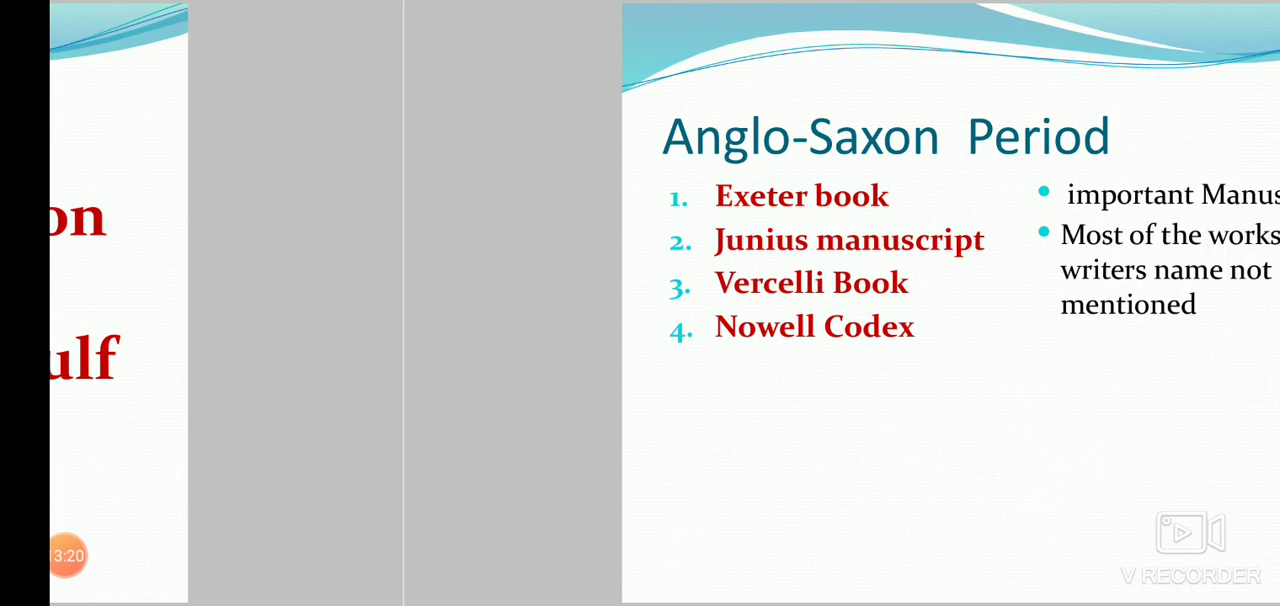 on
ulf
13:20
Anglo-Saxon Period
1. Exeter book
2. Junius manuscript
3. Vercelli Book
4. Nowell Codex
• important Manus
• Most of the works
writers name not
mentioned
V RECORDER